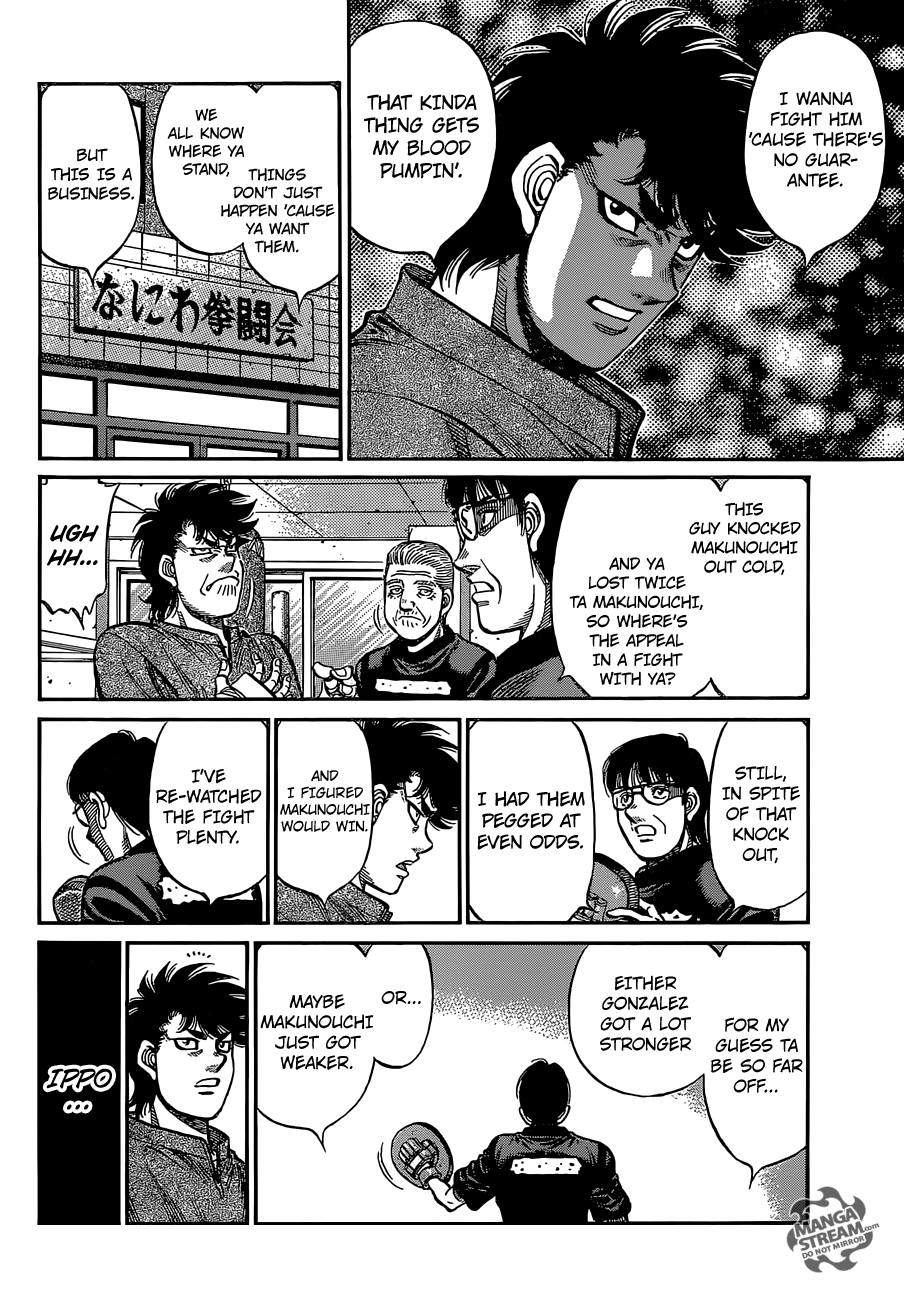 I WANNA
FIGHT HIM
'CAUSE THERE'S
NO GUAR-
ANTEE.
THAT KINDA
THING GETS
MY BLOOD
PUMPIN'.
WE
ALL KNOW
WHERE YA
STAND,
THINGS
DON'T JUST
HAPPEN 'CAUSE
YA WANT
THEM.
BUT
THIS IS A
BUSINESS.
なにわ拳闘会
THIS
GUY KNOCKED
MAKUNOUCHI
OUT COLD,
AND YA
LOST TWICE
TA MAKUNOUCHI,
SO WHERE'S
THE APPEAL
IN A FIGHT
WITH YA?
UGH
HH...
STILL,
IN SPITE
OF THAT
KNOCK
OUT,
I HAD THEM
PEGGED AT
EVEN ODDS.
AND
I FIGURED
MAKUNOUCHI
WOULD WIN.
I'VE
RE-WATCHED
THE FIGHT
PLENTY.
FOR MY
GUESS TA
BE SO FAR
OFF...
EITHER
GONZALEZ
GOT A LOT
STRONGER
OR...
MAYBE
MAKUNOUCHI
JUST GOT
WEAKER.
IPPO
...
MANGA
STREAM.com
DO NOT MIRROR